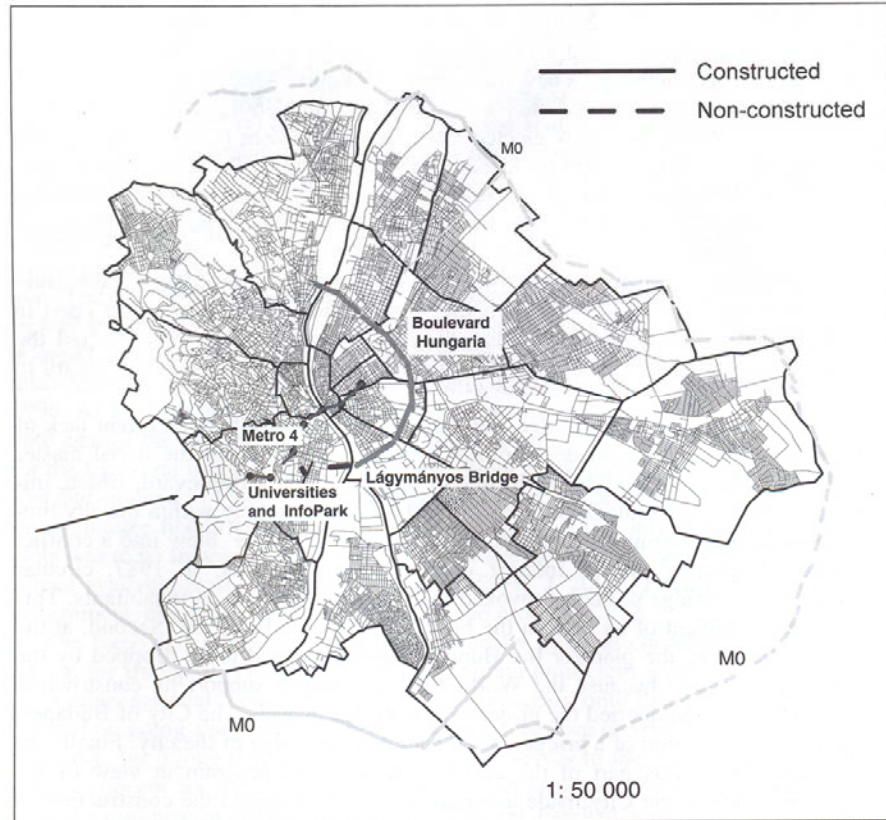 Constructed
Non-constructed
M0
Boulevard
Hungaria
Metro 4
Lágymányos Bridge
Universities
and InfoPark
M0
M0
1: 50 000